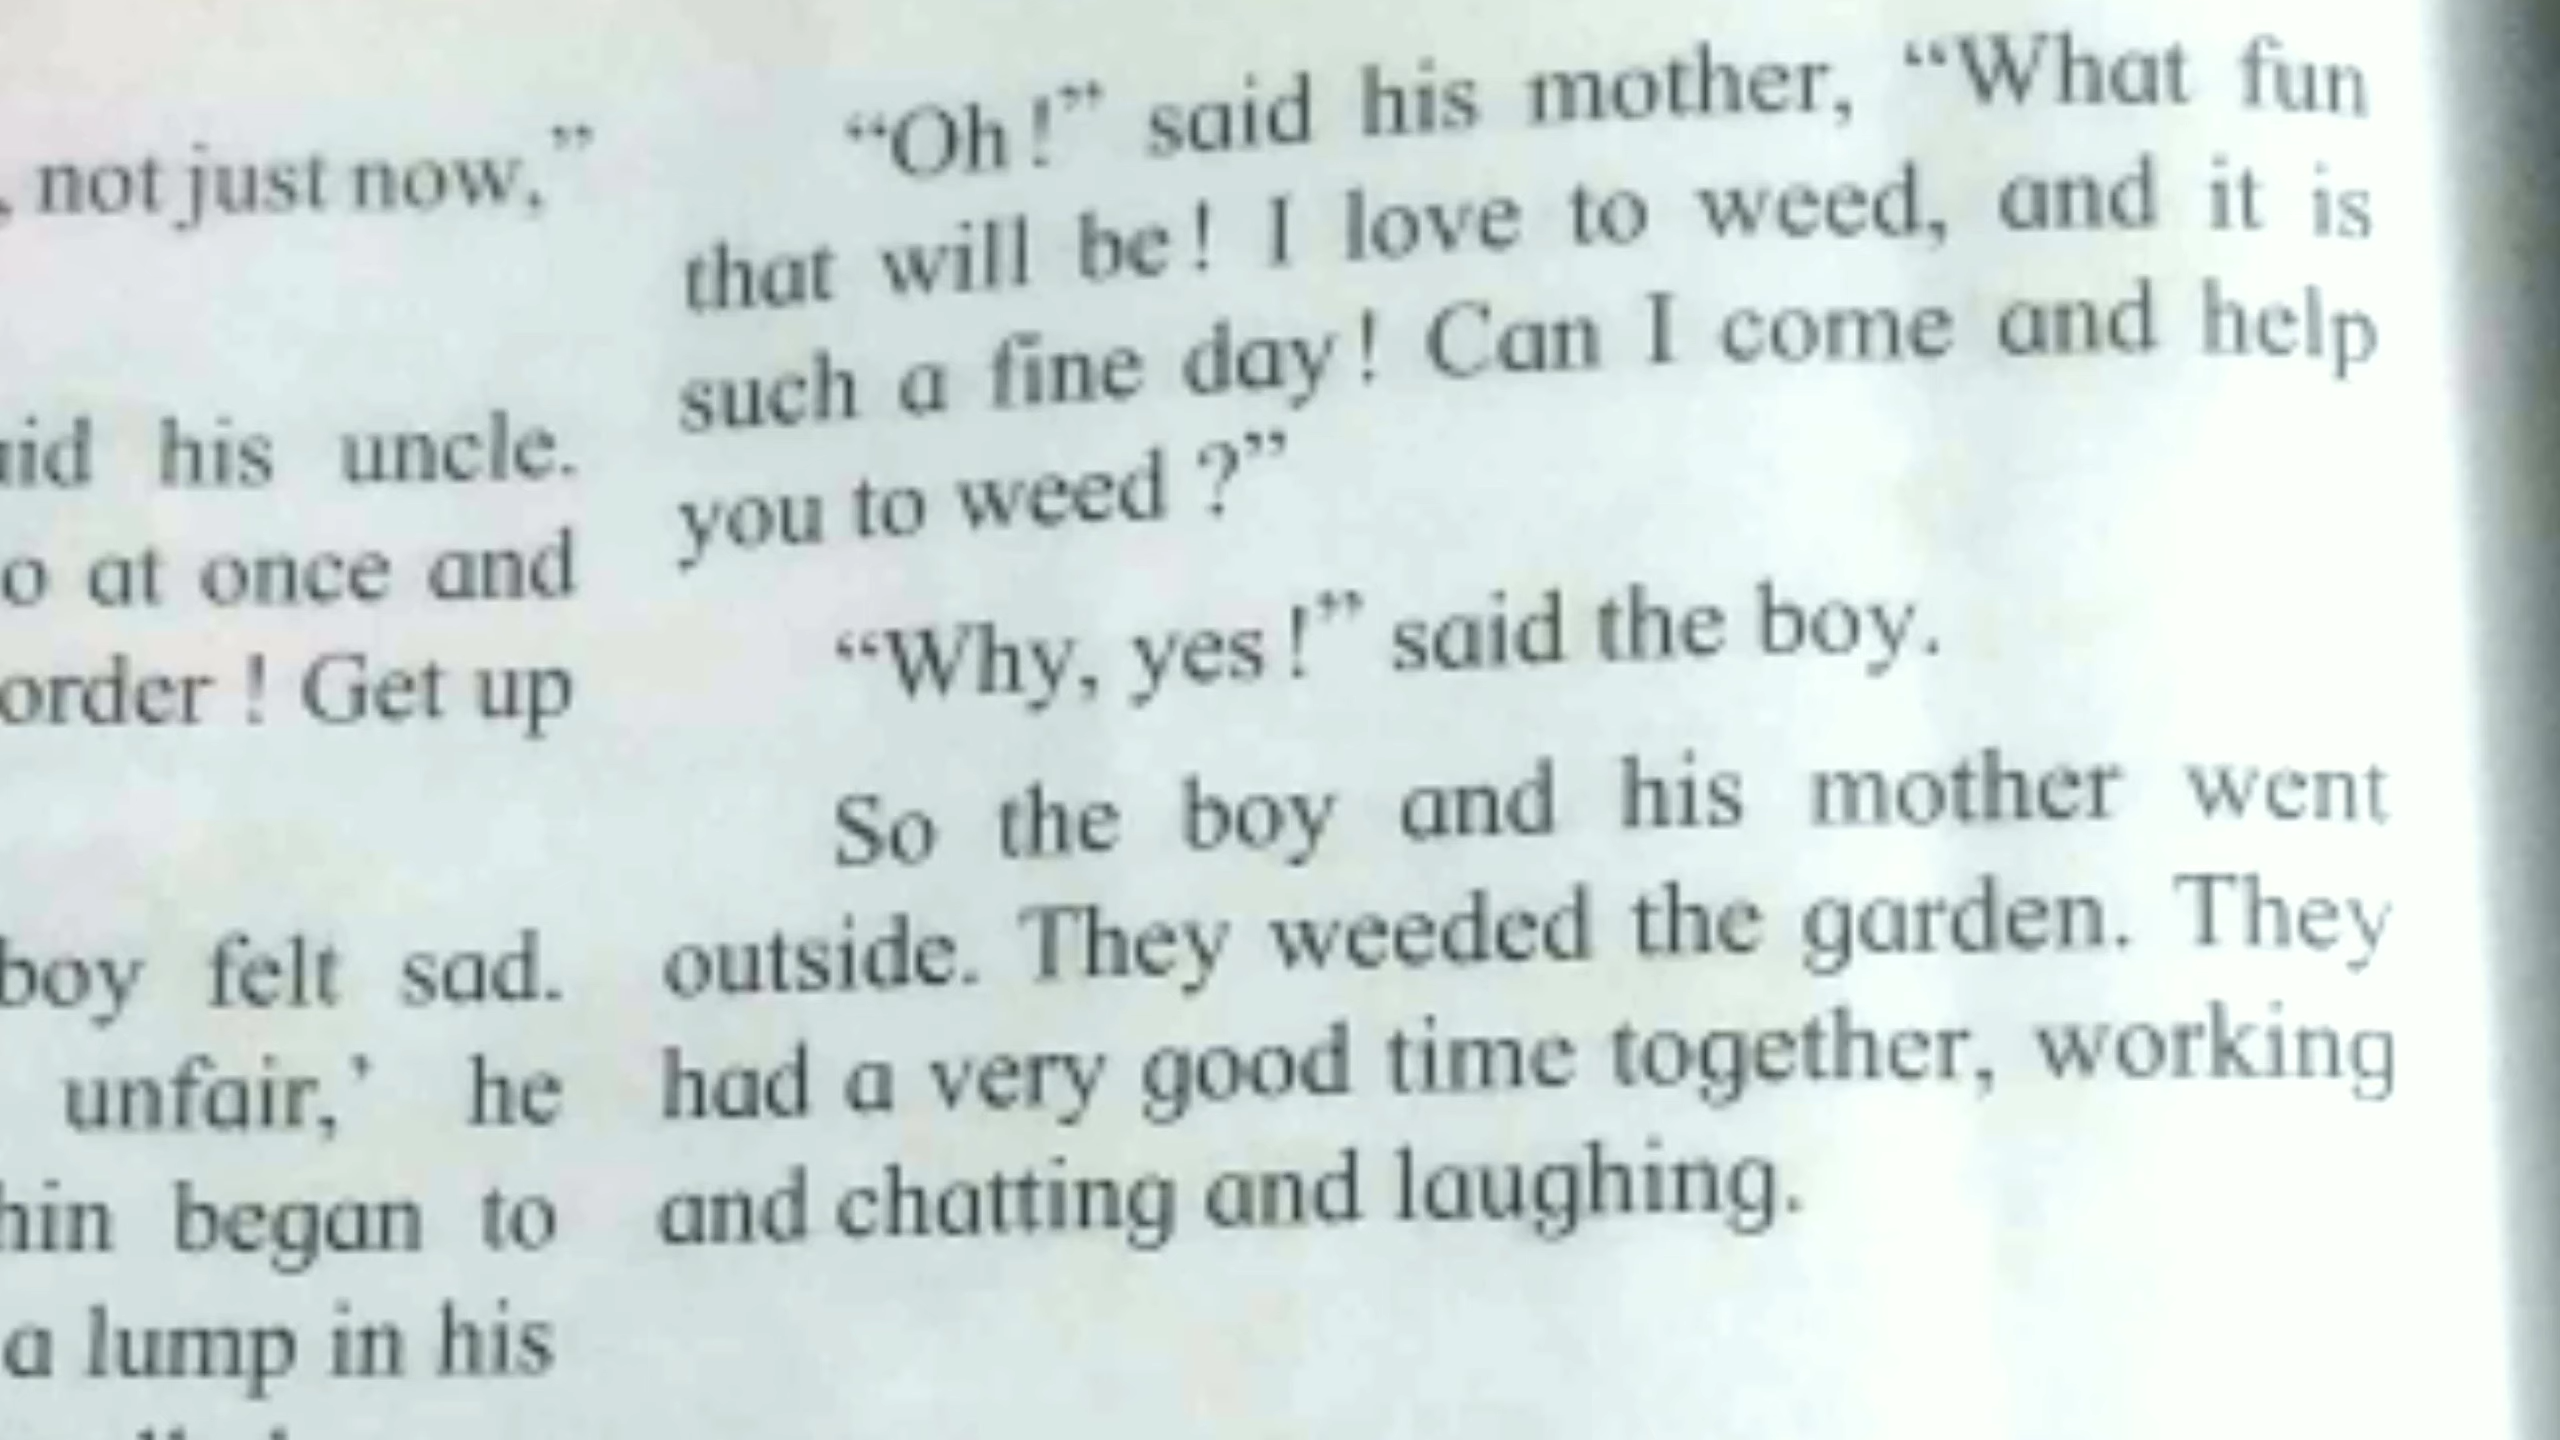 , not just now,”
his uncle.
at once and
order ! Get up
boy felt sad.
unfair,’ he
began to
a lump in his
“Oh !” said his mother, “What fun
that will be ! I love to weed, and it is
such a fine day ! Can I come and help
you to weed ?”
“Why, yes !” said the boy.
So the boy and his mother went
outside. They weeded the garden. They
had a very good time together, working
and chatting and laughing.